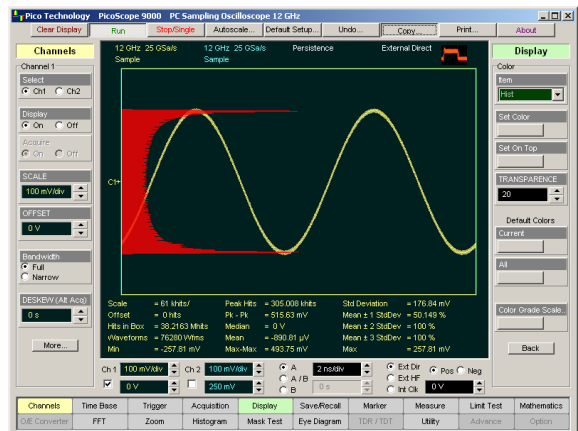 Pico Technology PicoScope 9000 PC Sampling Oscilloscope 12 GHz
Clear Display Run Stop/Single Autoscale... Default Setup... Undo... Copy... Print... About
Channels
Channel 1
Select
Ch1 Ch2
Display
On Off
Acquire
On Off
SCALE
100 mV/div
OFFSET
0 V
Bandwidth
Full
Narrow
DESKEW (Alt Acq)
0 s
More...
12 GHz 25 GSa/s 12 GHz 25 GSa/s Persistence External Direct
Sample Sample
C1+
Scale = 61 khits/ Peak Hits = 305.008 khits Std Deviation = 176.84 mV
Offset = 0 hits Pk - Pk = 515.63 mV Mean ± 1 StdDev = 50.149 %
Hits in Box = 38.2163 Mhits Median = 0 V Mean ± 2 StdDev = 100 %
Waveforms = 76280 Wfms Mean = -890.81 µV Mean ± 3 StdDev = 100 %
Min = -257.81 mV Max-Max = 493.75 mV Max = 257.81 mV
Display
Color
Item
Hist
Set Color
Set On Top
TRANSPARENCE
20
Default Colors
Current
All
Color Grade Scale...
Back
Ch 1 100 mV/div Ch 2 100 mV/div A 2 ns/div Ext Dir Pos Neg
A / B Ext HF
0 V 250 mV B 0 s Int Clk 0 V
Channels Time Base Trigger Acquisition Display Save/Recall Marker Measure Limit Test Mathematics
O/E Converter FFT Zoom Histogram Mask Test Eye Diagram TDR / TDT Utility Advance Option